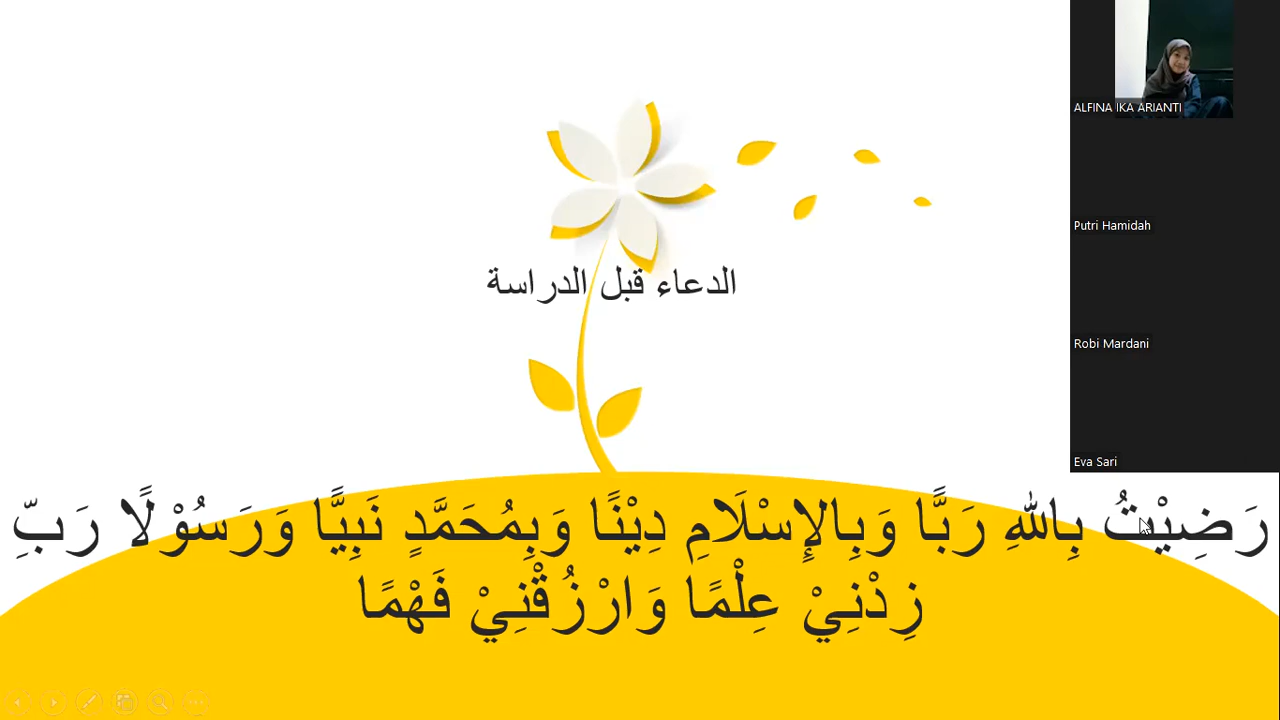 الدعاء قبل الدراسة
رَضِيْتُ بِاللهِ رَبًّا وَبِالإِسْلَامِ دِيْنًا وَبِمُحَمَّدٍ نَبِيًّا وَرَسُوْلًا رَبِّ
زِدْنِيْ عِلْمًا وَارْزُقْنِيْ فَهْمًا
ALFINA IKA ARIANTI
Putri Hamidah
Robi Mardani
Eva Sari